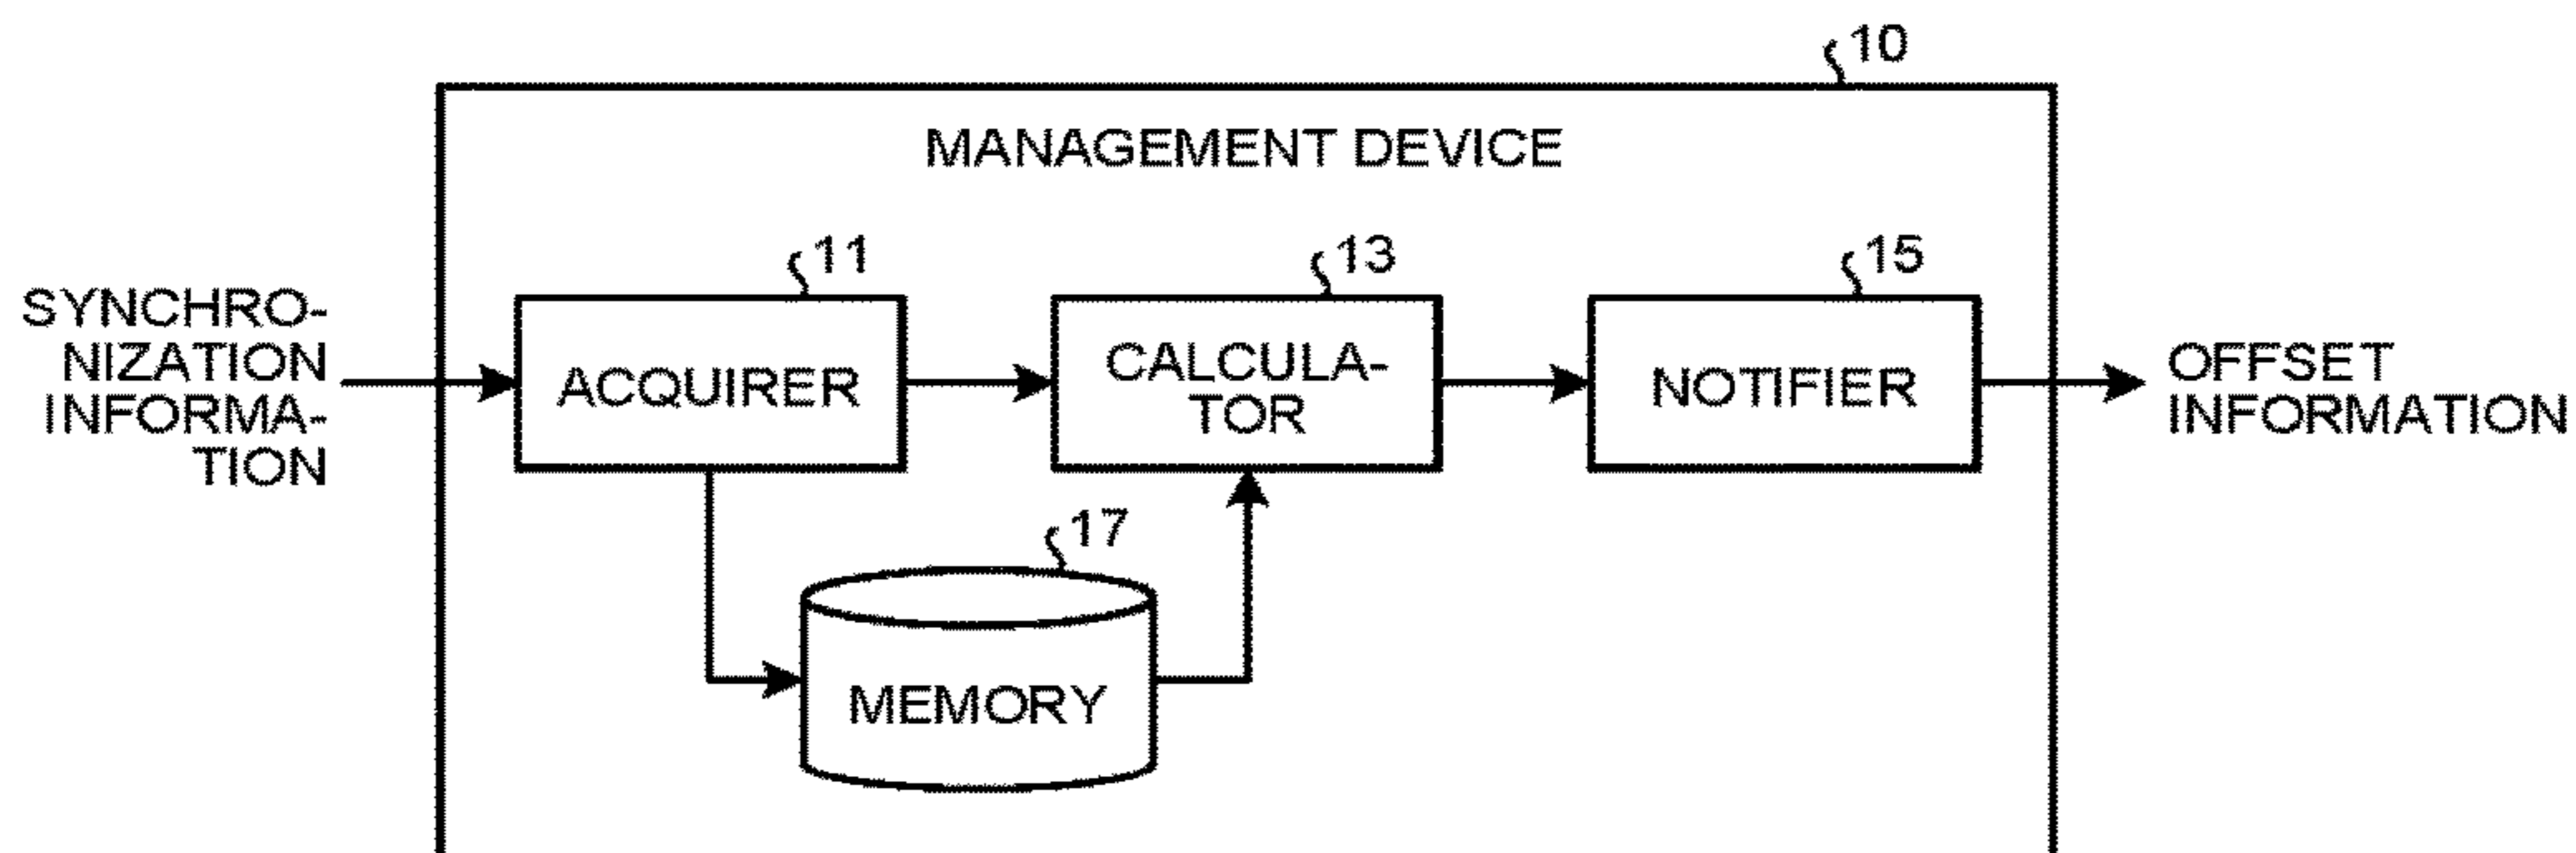 10
MANAGEMENT DEVICE
11
13
15
SYNCHRO-
NIZATION
INFORMA-
TION
ACQUIRER
CALCULA-
TOR
NOTIFIER
OFFSET
INFORMATION
17
MEMORY